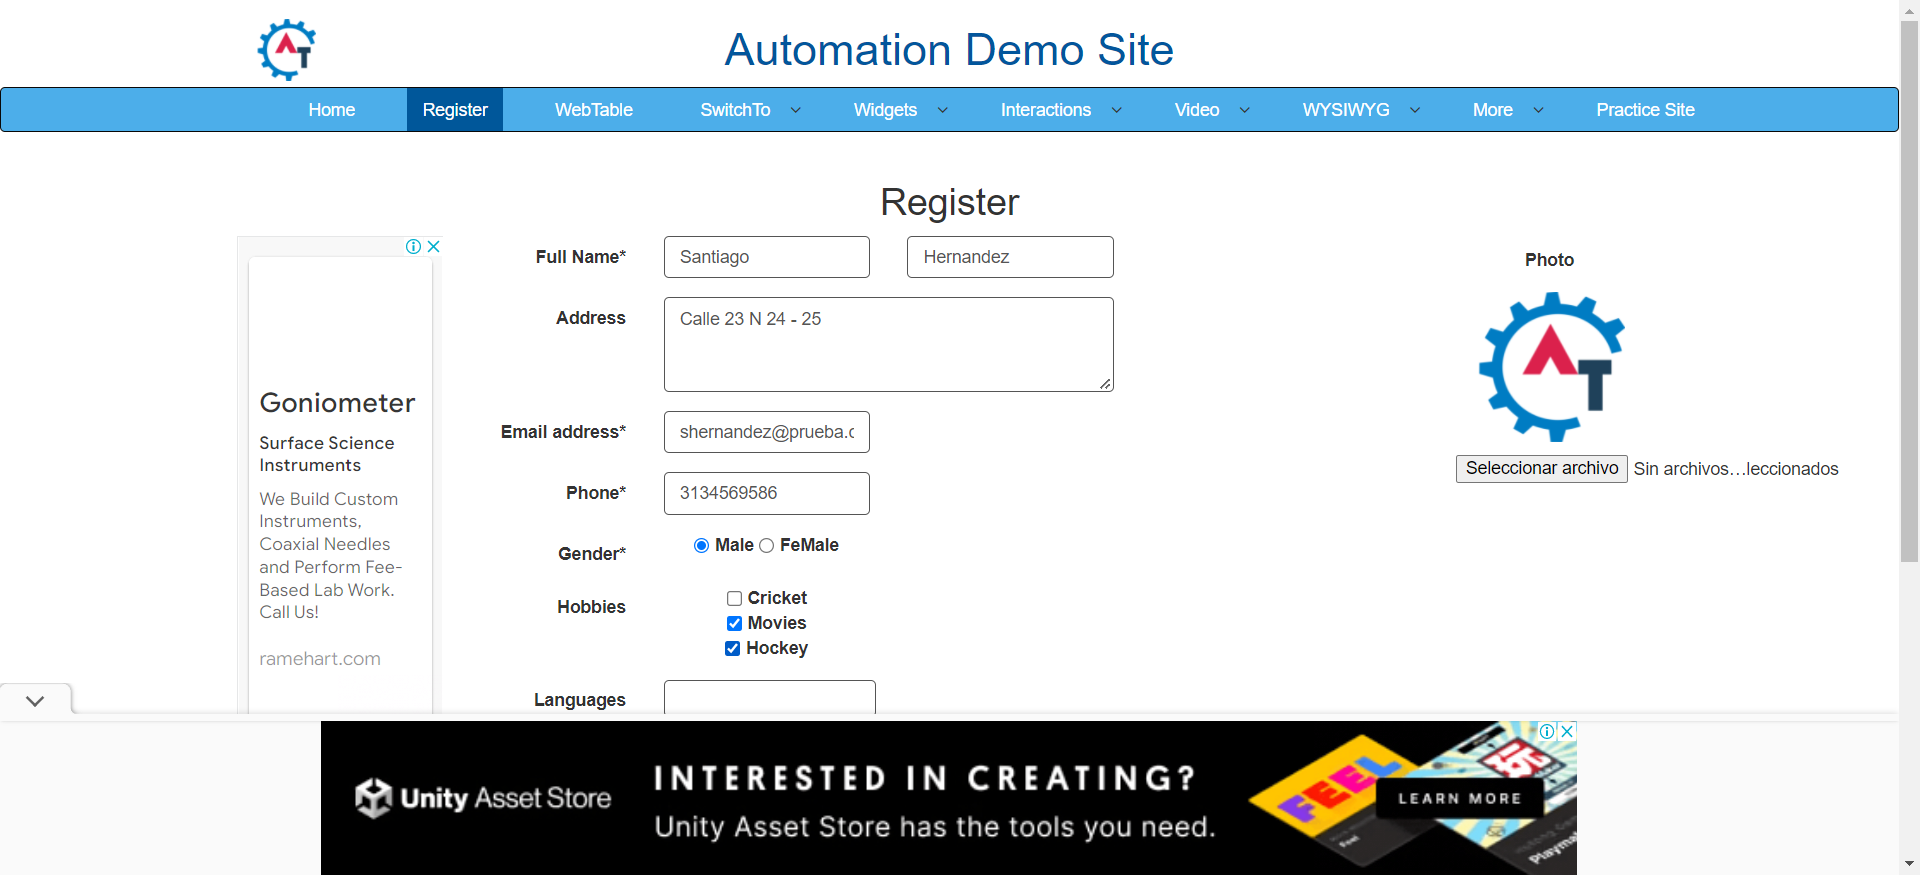 Automation Demo Site
Home Register WebTable SwitchTo Widgets Interactions Video WYSIWYG More Practice Site
Register
Full Name* Santiago Hernandez
Photo
Address Calle 23 N 24 - 25
Email address* shernandez@prueba.c
Seleccionar archivo Sin archivos…leccionados
Phone* 3134569586
Gender* Male FeMale
Hobbies Cricket
Movies
Hockey
Languages
Goniometer
Surface Science
Instruments
We Build Custom
Instruments,
Coaxial Needles
and Perform Fee-
Based Lab Work.
Call Us!
ramehart.com
Unity Asset Store
INTERESTED IN CREATING?
Unity Asset Store has the tools you need.
FEEL
LEARN MORE
Feel